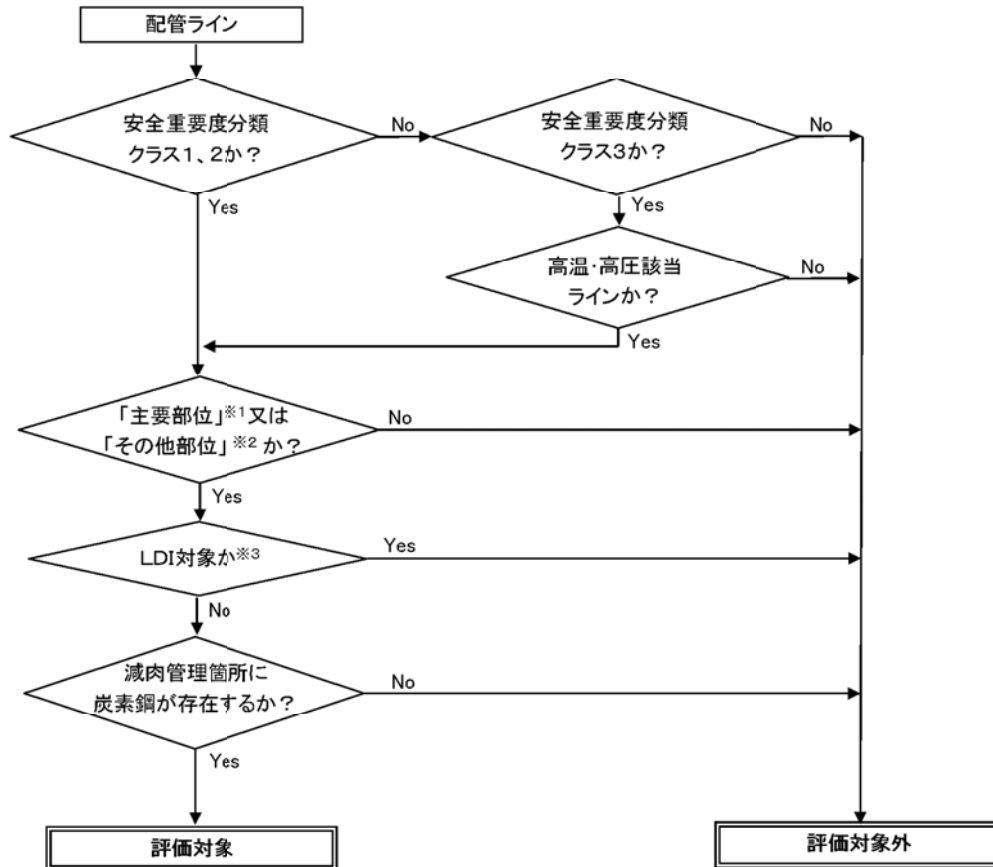 配管ライン
安全重要度分類
クラス1、2か？
No
安全重要度分類
クラス3か？
No
Yes
Yes
高温・高圧該当
ラインか？
No
Yes
「主要部位」※1又は
「その他部位」※2か？
No
Yes
LDI対象か※3
Yes
No
減肉管理箇所に
炭素鋼が存在するか？
No
Yes
評価対象
評価対象外